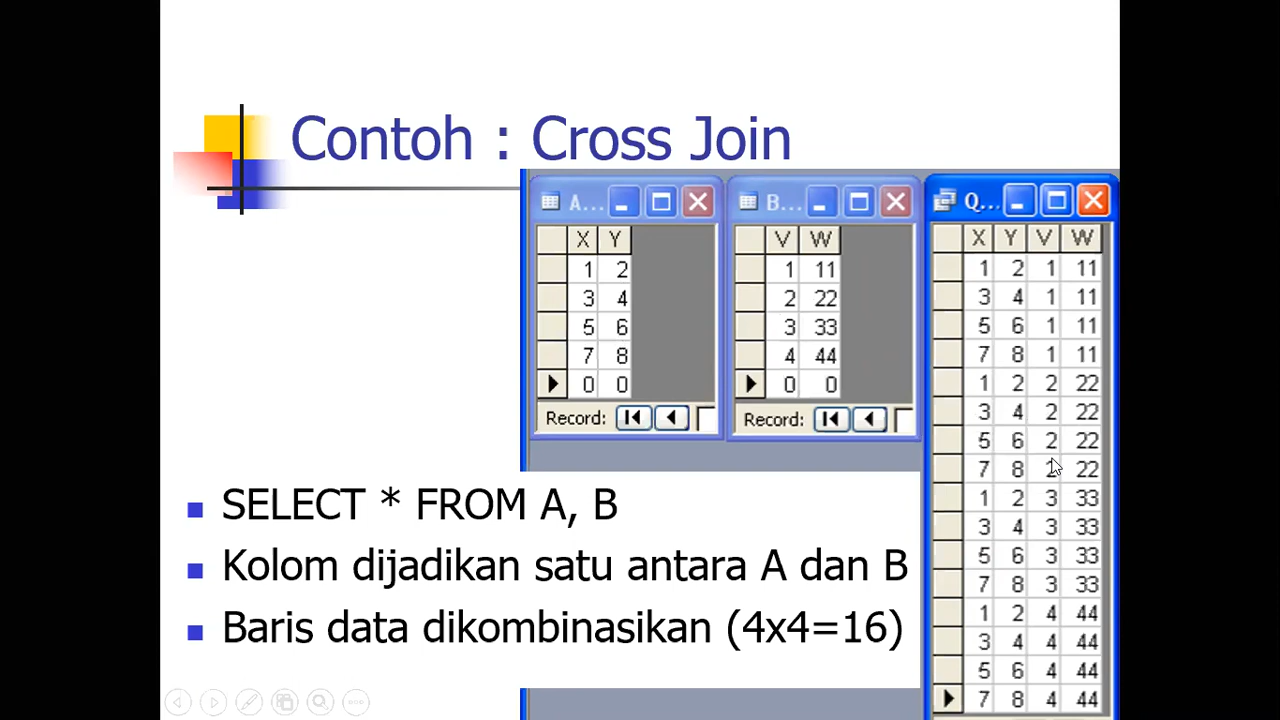 Contoh : Cross Join
A...
X Y
1 2
3 4
5 6
7 8
0 0
Record:
B...
V W
1 11
2 22
3 33
4 44
0 0
Record:
Q...
X Y V W
1 2 1 11
3 4 1 11
5 6 1 11
7 8 1 11
1 2 2 22
3 4 2 22
5 6 2 22
7 8 2 22
1 2 3 33
3 4 3 33
5 6 3 33
7 8 3 33
1 2 4 44
3 4 4 44
5 6 4 44
7 8 4 44
SELECT * FROM A, B
Kolom dijadikan satu antara A dan B
Baris data dikombinasikan (4x4=16)